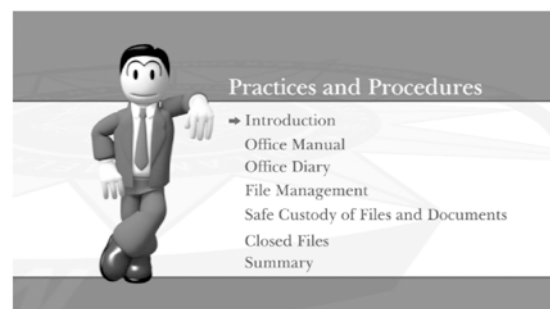 Practices and Procedures
➡ Introduction
Office Manual
Office Diary
File Management
Safe Custody of Files and Documents
Closed Files
Summary